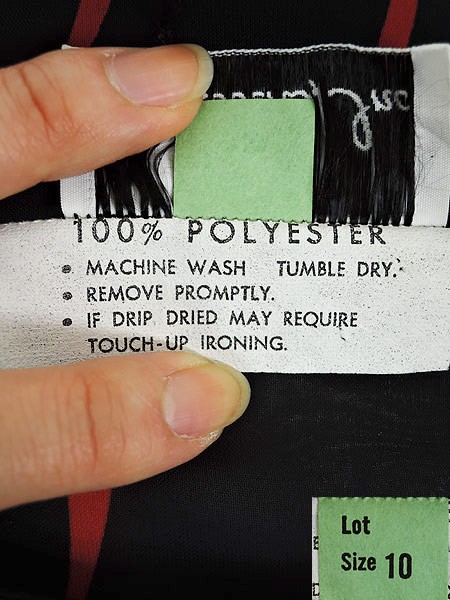 100% POLYESTER
• MACHINE WASH TUMBLE DRY.
• REMOVE PROMPTLY.
• IF DRIP DRIED MAY REQUIRE
TOUCH-UP IRONING.
Lot
Size 10